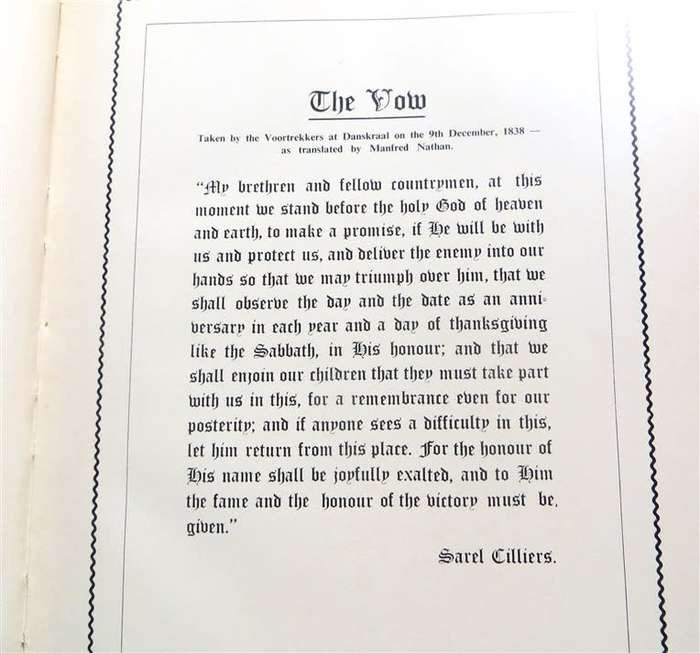 The Vow
Taken by the Voortrekkers at Danskraal on the 9th December, 1838 —
as translated by Manfred Nathan.
“My brethren and fellow countrymen, at this
moment we stand before the holy God of heaven
and earth, to make a promise, if He will be with
us and protect us, and deliver the enemy into our
hands so that we may triumph over him, that we
shall observe the day and the date as an anni-
versary in each year and a day of thanksgiving
like the Sabbath, in His honour; and that we
shall enjoin our children that they must take part
with us in this, for a remembrance even for our
posterity; and if anyone sees a difficulty in this,
let him return from this place. For the honour of
His name shall be joyfully exalted, and to Him
the fame and the honour of the victory must be.
given.”
Sarel Cilliers.